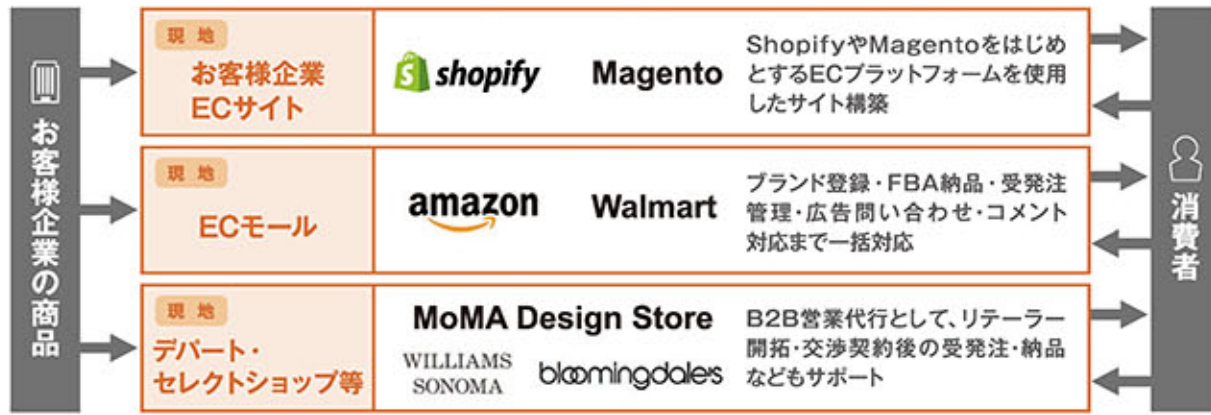 お客様企業の商品
現地
お客様企業
ECサイト
shopify
Magento
ShopifyやMagentoをはじめ
とするECプラットフォームを使用
したサイト構築
現地
ECモール
amazon
Walmart
ブランド登録・FBA納品・受発注
管理・広告問い合わせ・コメント
対応まで一括対応
現地
デパート・
セレクトショップ等
MoMA Design Store
WILLIAMS
SONOMA
bloomingdale's
B2B営業代行として、リテーラー
開拓・交渉契約後の受発注・納品
などもサポート
消費者